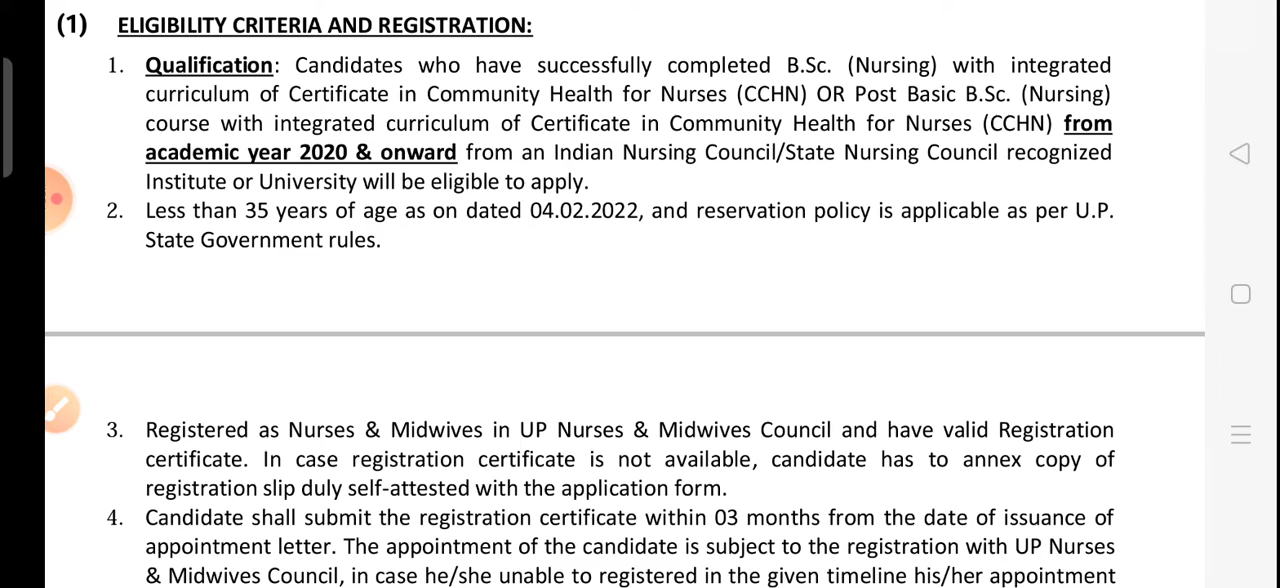 (1) ELIGIBILITY CRITERIA AND REGISTRATION:
1. Qualification: Candidates who have successfully completed B.Sc. (Nursing) with integrated
curriculum of Certificate in Community Health for Nurses (CCHN) OR Post Basic B.Sc. (Nursing)
course with integrated curriculum of Certificate in Community Health for Nurses (CCHN) from
academic year 2020 & onward from an Indian Nursing Council/State Nursing Council recognized
Institute or University will be eligible to apply.
2. Less than 35 years of age as on dated 04.02.2022, and reservation policy is applicable as per U.P.
State Government rules.
3. Registered as Nurses & Midwives in UP Nurses & Midwives Council and have valid Registration
certificate. In case registration certificate is not available, candidate has to annex copy of
registration slip duly self-attested with the application form.
4. Candidate shall submit the registration certificate within 03 months from the date of issuance of
appointment letter. The appointment of the candidate is subject to the registration with UP Nurses
& Midwives Council, in case he/she unable to registered in the given timeline his/her appointment